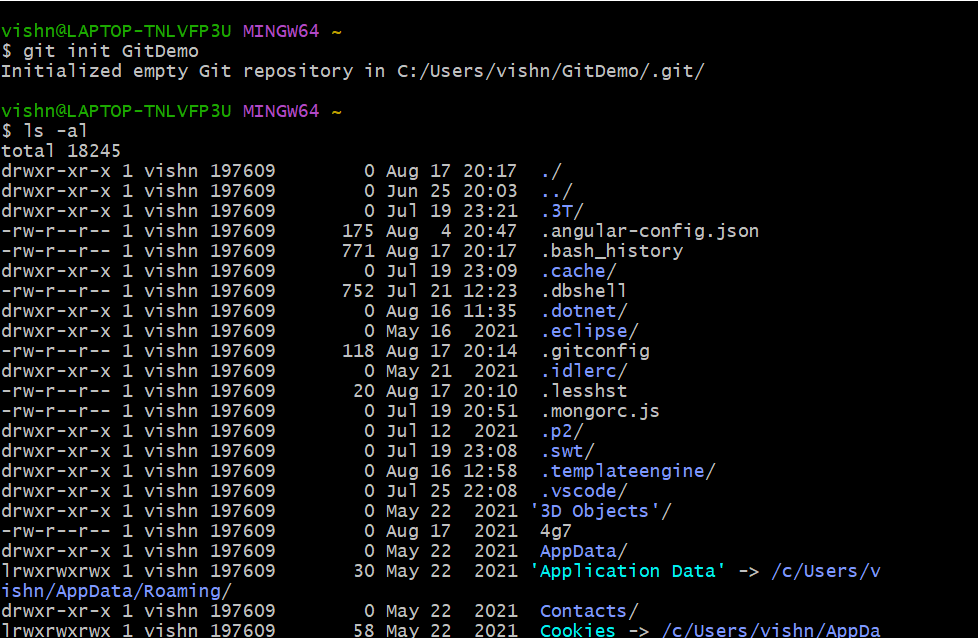 vishn@LAPTOP-TNLVFP3U MINGW64 ~
$ git init GitDemo
Initialized empty Git repository in C:/Users/vishn/GitDemo/.git/
vishn@LAPTOP-TNLVFP3U MINGW64 ~
$ ls -al
total 18245
drwxr-xr-x 1 vishn 197609        0 Aug 17 20:17  ./
drwxr-xr-x 1 vishn 197609        0 Jun 25 20:03  ../
drwxr-xr-x 1 vishn 197609        0 Jul 19 23:21  .3T/
-rw-r--r-- 1 vishn 197609      175 Aug  4 20:47  .angular-config.json
-rw-r--r-- 1 vishn 197609      771 Aug 17 20:17  .bash_history
drwxr-xr-x 1 vishn 197609        0 Jul 19 23:09  .cache/
-rw-r--r-- 1 vishn 197609      752 Jul 21 12:23  .dbshell
drwxr-xr-x 1 vishn 197609        0 Aug 16 11:35  .dotnet/
drwxr-xr-x 1 vishn 197609        0 May 16  2021  .eclipse/
-rw-r--r-- 1 vishn 197609      118 Aug 17 20:14  .gitconfig
drwxr-xr-x 1 vishn 197609        0 May 21  2021  .idlerc/
-rw-r--r-- 1 vishn 197609       20 Aug 17 20:10  .lesshst
-rw-r--r-- 1 vishn 197609        0 Jul 19 20:51  .mongorc.js
drwxr-xr-x 1 vishn 197609        0 Jul 12  2021  .p2/
drwxr-xr-x 1 vishn 197609        0 Jul 19 23:08  .swt/
drwxr-xr-x 1 vishn 197609        0 Aug 16 12:58  .templateengine/
drwxr-xr-x 1 vishn 197609        0 Jul 25 22:08  .vscode/
drwxr-xr-x 1 vishn 197609        0 May 22  2021 '3D Objects'/
-rw-r--r-- 1 vishn 197609        0 Aug 17  2021  4g7
drwxr-xr-x 1 vishn 197609        0 May 22  2021  AppData/
lrwxrwxrwx 1 vishn 197609       30 May 22  2021 'Application Data' -> /c/Users/v
ishn/AppData/Roaming/
drwxr-xr-x 1 vishn 197609        0 May 22  2021  Contacts/
lrwxrwxrwx 1 vishn 197609       58 May 22  2021  Cookies -> /c/Users/vishn/AppDa